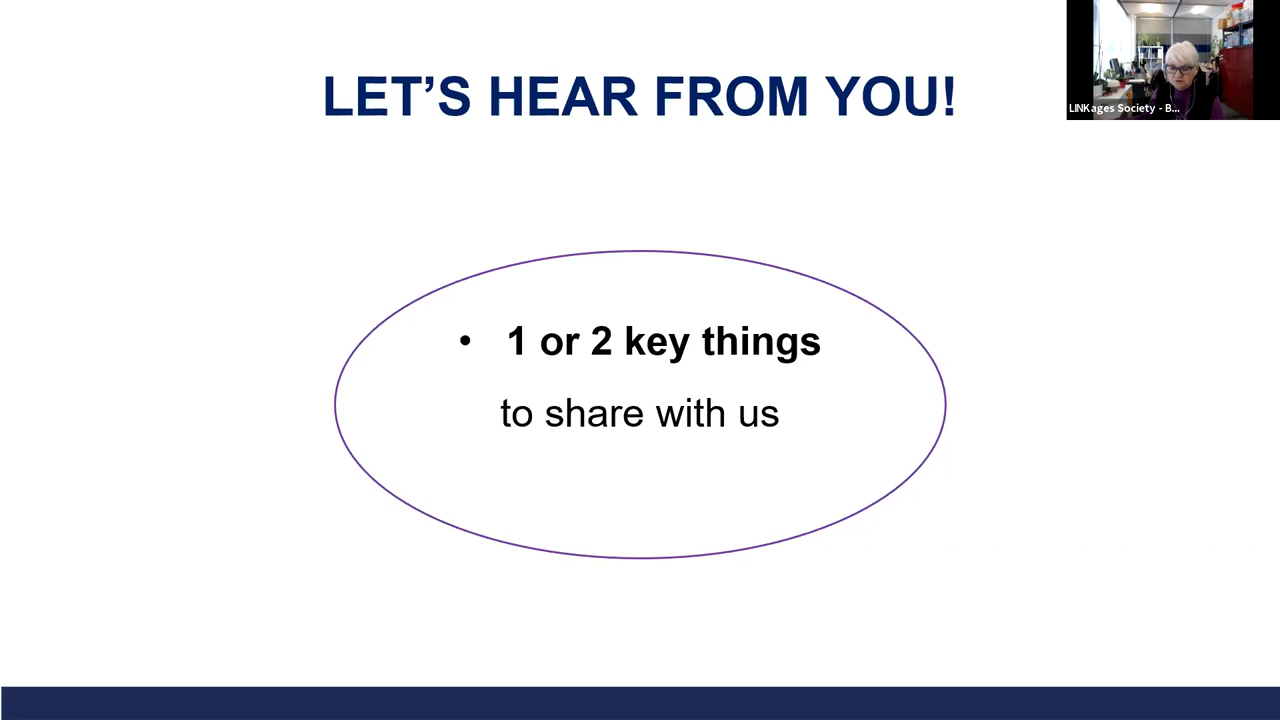 LET’S HEAR FROM YOU!
LINKages Society - B...
• 1 or 2 key things
to share with us